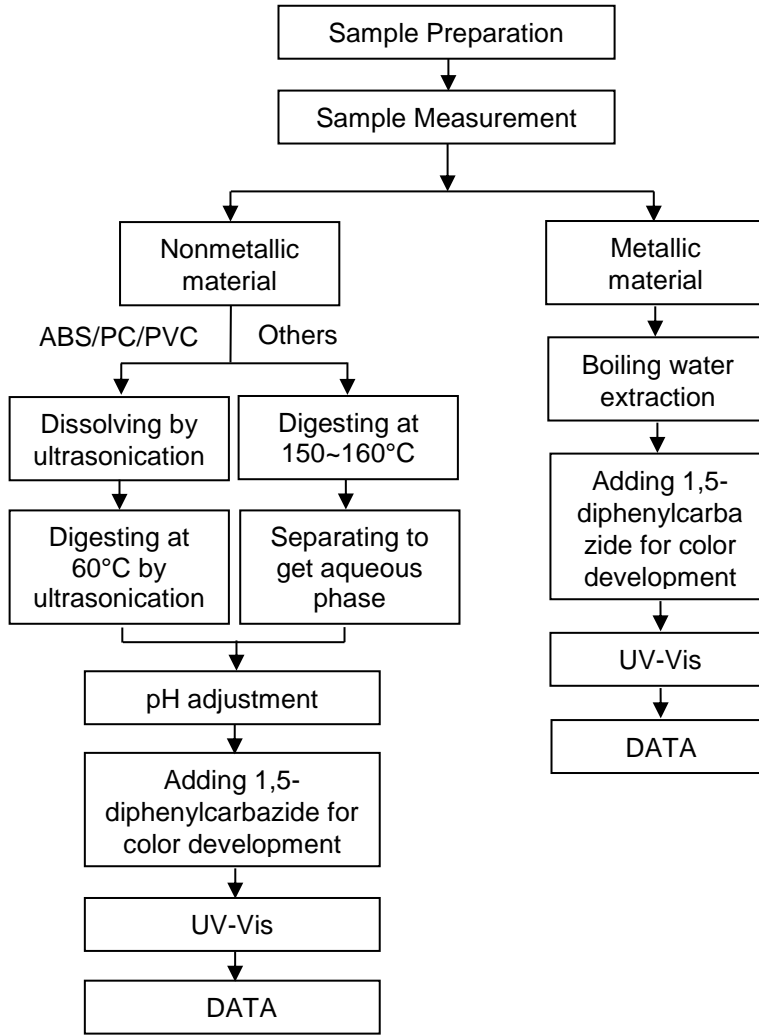 Sample Preparation
Sample Measurement
Nonmetallic
material
ABS/PC/PVC
Others
Dissolving by
ultrasonication
Digesting at
150~160°C
Digesting at
60°C by
ultrasonication
Separating to
get aqueous
phase
pH adjustment
Adding 1,5-
diphenylcarbazide for
color development
UV-Vis
DATA
Metallic
material
Boiling water
extraction
Adding 1,5-
diphenylcarba
zide for color
development
UV-Vis
DATA